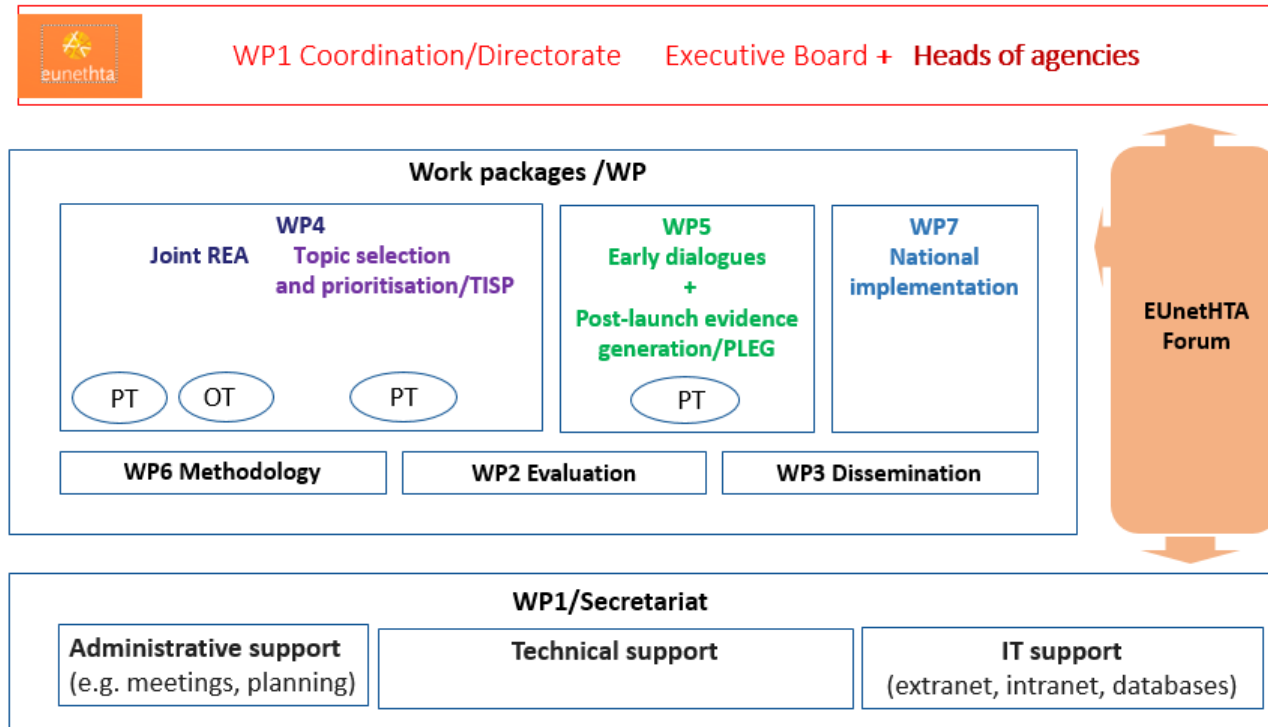 eunethta
WP1 Coordination/Directorate Executive Board + Heads of agencies
Work packages /WP
WP4
Joint REA Topic selection
and prioritisation/TISP
PT OT PT
WP5
Early dialogues
+
Post-launch evidence
generation/PLEG
PT
WP7
National
implementation
WP6 Methodology
WP2 Evaluation
WP3 Dissemination
EUnetHTA
Forum
WP1/Secretariat
Administrative support
(e.g. meetings, planning)
Technical support
IT support
(extranet, intranet, databases)